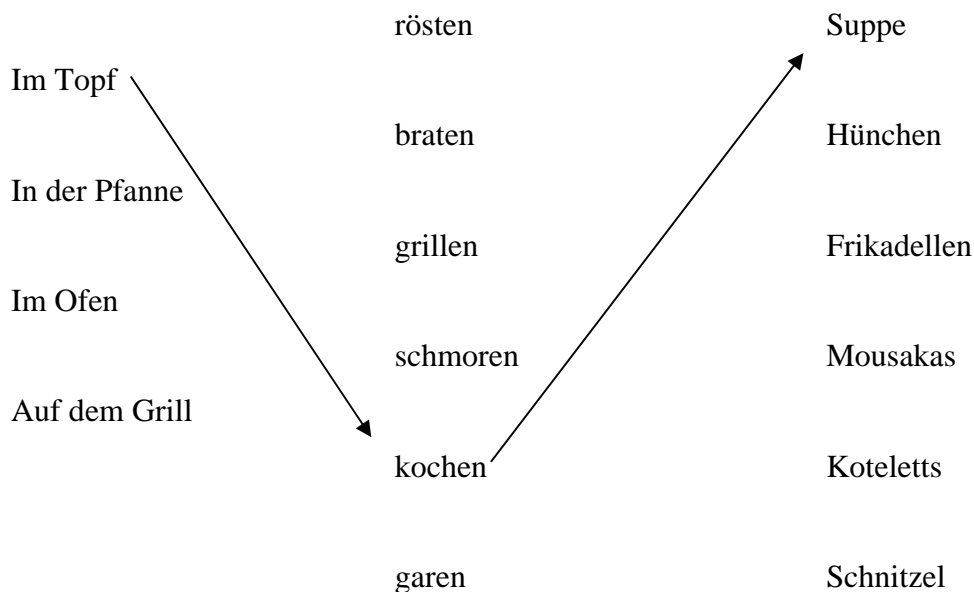 rösten Suppe
Im Topf
braten Hünchen
In der Pfanne
grillen Frikadellen
Im Ofen
schmoren Mousakas
Auf dem Grill
kochen Koteletts
garen Schnitzel